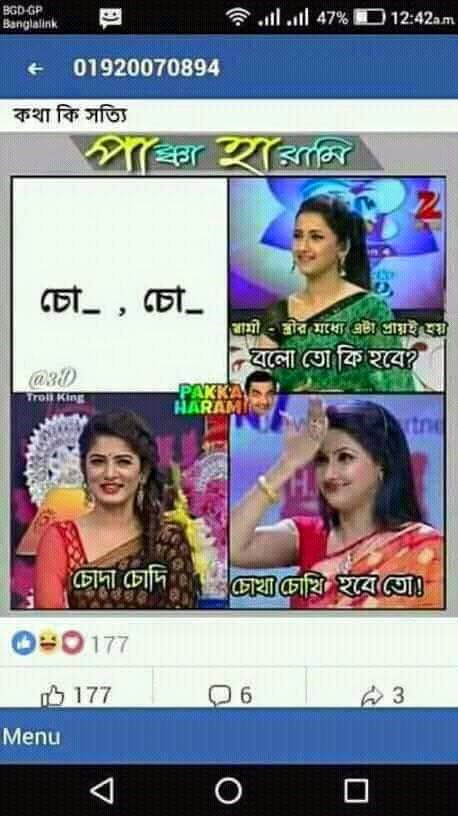 BGD-GP
Banglalink
47% 12:42a.m
01920070894
কথা কি সত্যি
পাক্কা হারামি
চো_ , চো_
Z
স্বামী - স্ত্রীর মধ্যে এটা প্রায়ই হয়
বলো তো কি হবে?
@3D
Troll King
PAKKA
HARAMI
চোদা চোদি
চোখা চোখি হবে তো!
177
177
6
3
Menu